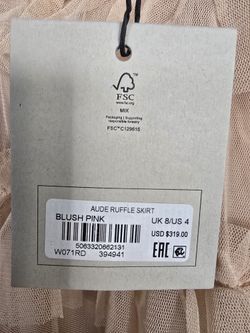 FSC
www.fsc.org
MIX
Packaging | Supporting
responsible forestry
FSC® C129618
AUDE RUFFLE SKIRT
BLUSH PINK UK 8/US 4
USD $319.00
5063320662131
W071RD 394941
EAC